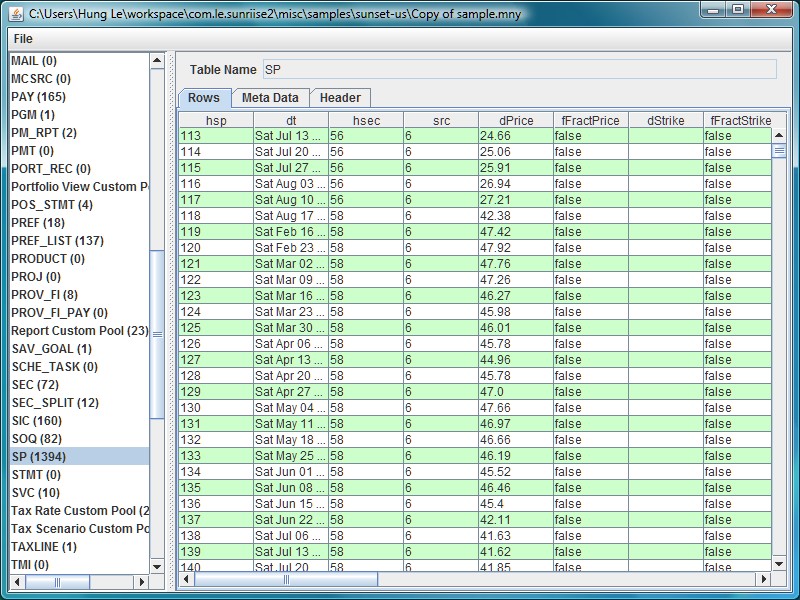 C:\Users\Hung Le\workspace\com.le.sunriise2\misc\samples\sunset-us\Copy of sample.mny
File
MAIL (0)
MCSRC (0)
PAY (165)
PGM (1)
PM_RPT (2)
PMT (0)
PORT_REC (0)
Portfolio View Custom P
POS_STMT (4)
PREF (18)
PREF_LIST (137)
PRODUCT (0)
PROJ (0)
PROV_FI (8)
PROV_FI_PAY (0)
Report Custom Pool (23)
SAV_GOAL (1)
SCHE_TASK (0)
SEC (72)
SEC_SPLIT (12)
SIC (160)
SOQ (82)
SP (1394)
STMT (0)
SVC (10)
Tax Rate Custom Pool (2
Tax Scenario Custom Po
TAXLINE (1)
TMI (0)
Table Name SP
Rows Meta Data Header
hsp dt hsec src dPrice fFractPrice dStrike fFractStrike
113 Sat Jul 13 ... 56 6 24.66 false false
114 Sat Jul 20 ... 56 6 25.06 false false
115 Sat Jul 27 ... 56 6 25.91 false false
116 Sat Aug 03 ... 56 6 26.94 false false
117 Sat Aug 10 ... 56 6 27.21 false false
118 Sat Aug 17 ... 58 6 42.38 false false
119 Sat Feb 16 ... 58 6 47.42 false false
120 Sat Feb 23 ... 58 6 47.92 false false
121 Sat Mar 02 ... 58 6 47.76 false false
122 Sat Mar 09 ... 58 6 47.26 false false
123 Sat Mar 16 ... 58 6 46.27 false false
124 Sat Mar 23 ... 58 6 45.98 false false
125 Sat Mar 30 ... 58 6 46.01 false false
126 Sat Apr 06 ... 58 6 45.78 false false
127 Sat Apr 13 ... 58 6 44.96 false false
128 Sat Apr 20 ... 58 6 45.78 false false
129 Sat Apr 27 ... 58 6 47.0 false false
130 Sat May 04 ... 58 6 47.66 false false
131 Sat May 11 ... 58 6 46.97 false false
132 Sat May 18 ... 58 6 46.66 false false
133 Sat May 25 ... 58 6 46.19 false false
134 Sat Jun 01 ... 58 6 45.52 false false
135 Sat Jun 08 ... 58 6 46.46 false false
136 Sat Jun 15 ... 58 6 45.4 false false
137 Sat Jun 22 ... 58 6 42.11 false false
138 Sat Jul 06 ... 58 6 41.63 false false
139 Sat Jul 13 ... 58 6 41.62 false false
140 Sat Jul 20 58 6 41.85 false false